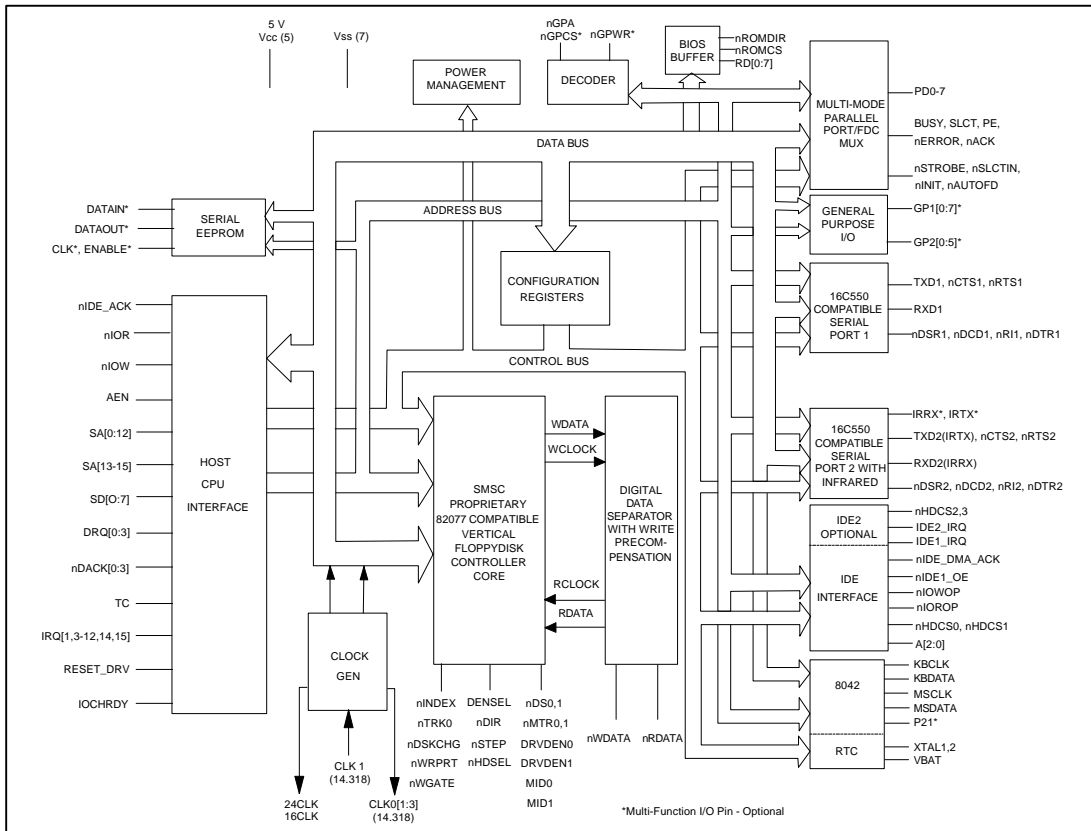 5 V
Vcc (5)
Vss (7)
nGPA
nGPCS*
nGPWR*
DECODER
BIOS
BUFFER
nROMDIR
nROMCS
RD[0:7]
POWER
MANAGEMENT
MULTI-MODE
PARALLEL
PORT/FDC
MUX
PD0-7
BUSY, SLCT, PE,
nERROR, nACK
nSTROBE, nSLCTIN,
nINIT, nAUTOFD
DATA BUS
ADDRESS BUS
DATAIN*
DATAOUT*
CLK*, ENABLE*
SERIAL
EEPROM
GENERAL
PURPOSE
I/O
GP1[0:7]*
GP2[0:5]*
CONFIGURATION
REGISTERS
16C550
COMPATIBLE
SERIAL
PORT 1
TXD1, nCTS1, nRTS1
RXD1
nDSR1, nDCD1, nRI1, nDTR1
CONTROL BUS
nIDE_ACK
nIOR
nIOW
AEN
SA[0:12]
SA[13-15]
SD[O:7]
DRQ[0:3]
nDACK[0:3]
TC
IRQ[1,3-12,14,15]
RESET_DRV
IOCHRDY
HOST
CPU
INTERFACE
SMSC
PROPRIETARY
82077 COMPATIBLE
VERTICAL
FLOPPYDISK
CONTROLLER
CORE
WDATA
WCLOCK
RCLOCK
RDATA
DIGITAL
DATA
SEPARATOR
WITH WRITE
PRECOM-
PENSATION
16C550
COMPATIBLE
SERIAL
PORT 2 WITH
INFRARED
IRRX*, IRTX*
TXD2(IRTX), nCTS2, nRTS2
RXD2(IRRX)
nDSR2, nDCD2, nRI2, nDTR2
IDE2
OPTIONAL
nHDCS2,3
IDE2_IRQ
IDE1_IRQ
IDE
INTERFACE
nIDE_DMA_ACK
nIDE1_OE
nIOWOP
nIOROP
nHDCS0, nHDCS1
A[2:0]
8042
KBCLK
KBDATA
MSCLK
MSDATA
P21*
RTC
XTAL1,2
VBAT
CLOCK
GEN
24CLK
16CLK
CLK 1
(14.318)
CLK0[1:3]
(14.318)
nINDEX
nTRK0
nDSKCHG
nWRPRT
nWGATE
DENSEL
nDIR
nSTEP
nHDSEL
nDS0,1
nMTR0,1
DRVDEN0
DRVDEN1
MID0
MID1
nWDATA
nRDATA
*Multi-Function I/O Pin - Optional